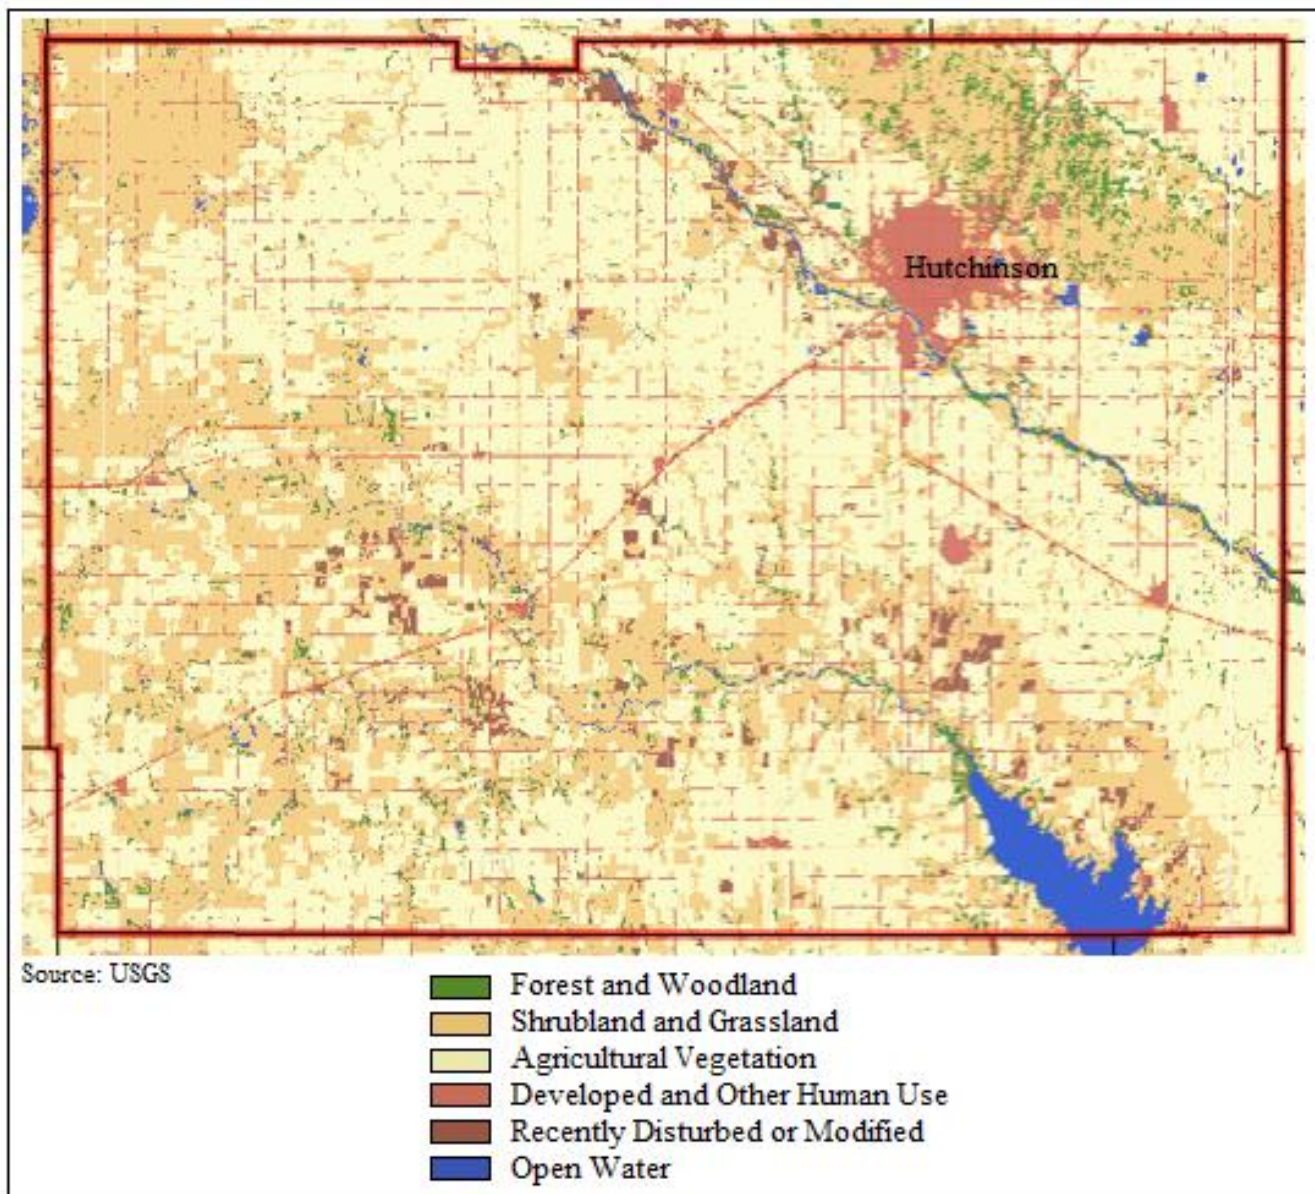 Hutchinson
Source: USGS
Forest and Woodland
Shrubland and Grassland
Agricultural Vegetation
Developed and Other Human Use
Recently Disturbed or Modified
Open Water